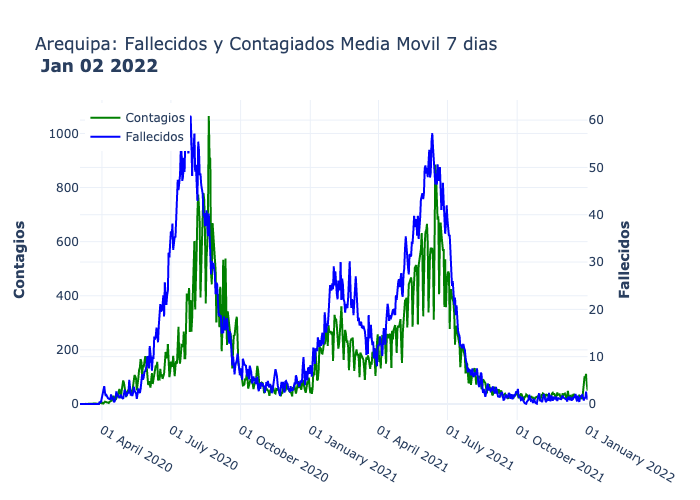 Arequipa: Fallecidos y Contagiados Media Movil 7 dias
Jan 02 2022
Contagios
Fallecidos
1000
800
600
400
200
0
Contagios
60
50
40
30
20
10
0
Fallecidos
01 April 2020
01 July 2020
01 October 2020
01 January 2021
01 April 2021
01 July 2021
01 October 2021
01 January 2022